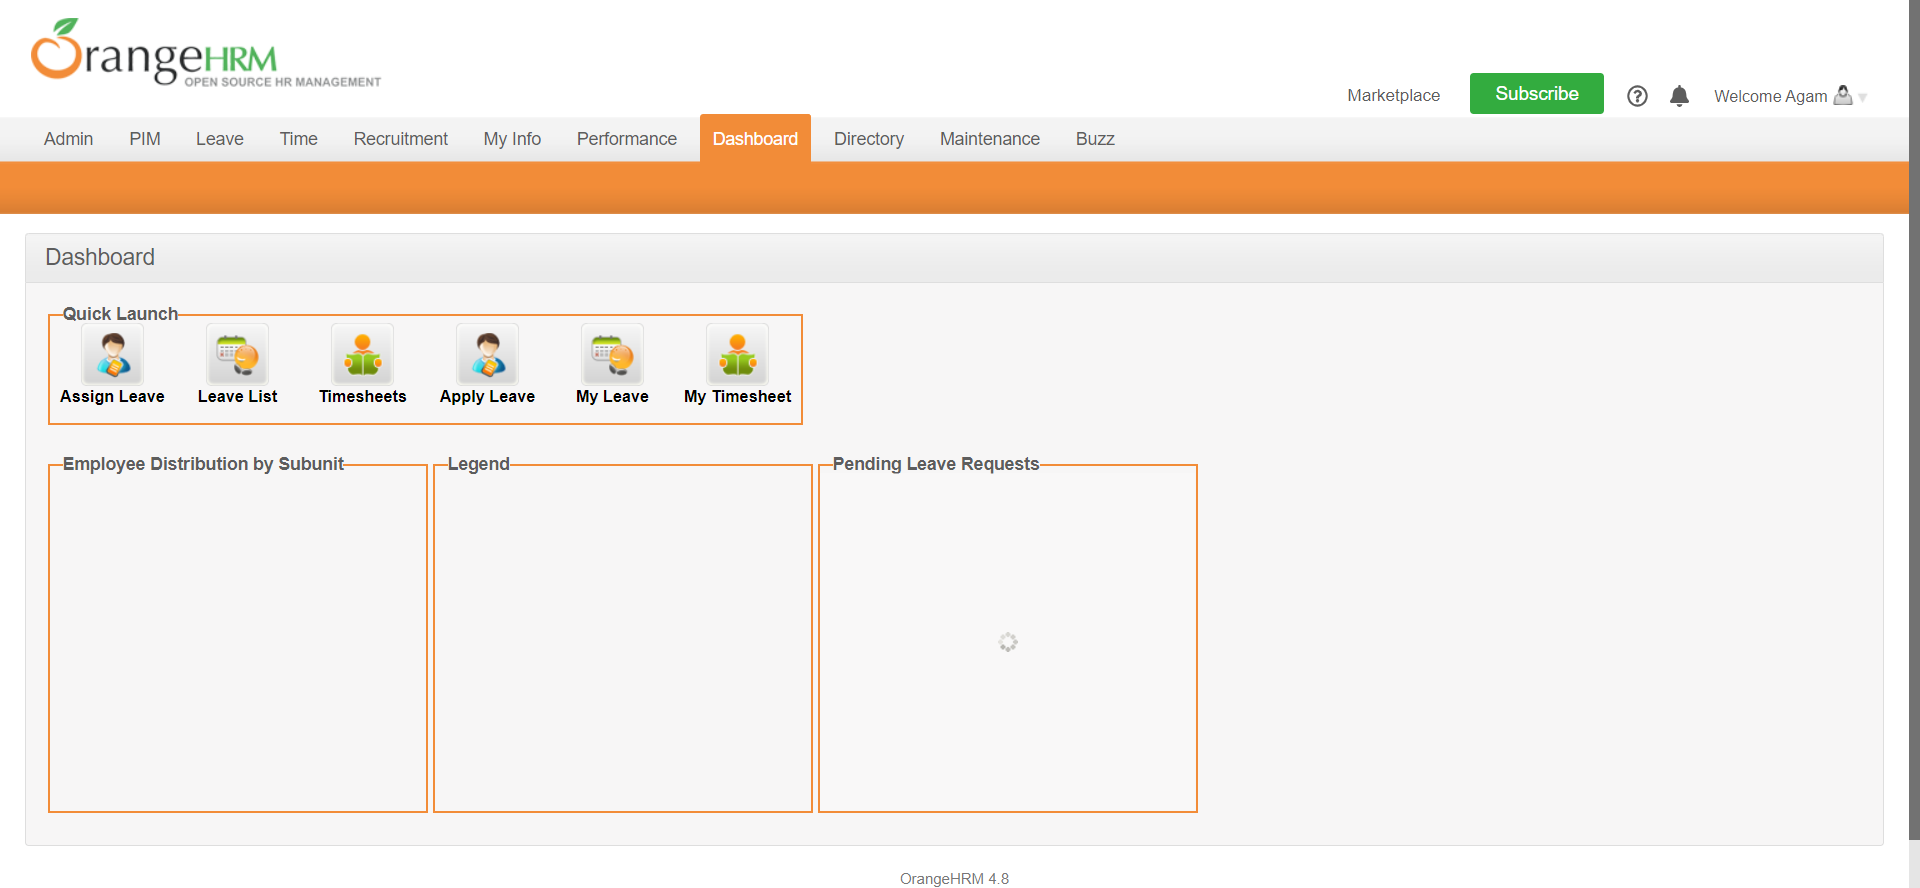 OrangeHRM
OPEN SOURCE HR MANAGEMENT
Marketplace Subscribe Welcome Agam
Admin PIM Leave Time Recruitment My Info Performance Dashboard Directory Maintenance Buzz
Dashboard
Quick Launch
Assign Leave Leave List Timesheets Apply Leave My Leave My Timesheet
Employee Distribution by Subunit Legend Pending Leave Requests
OrangeHRM 4.8